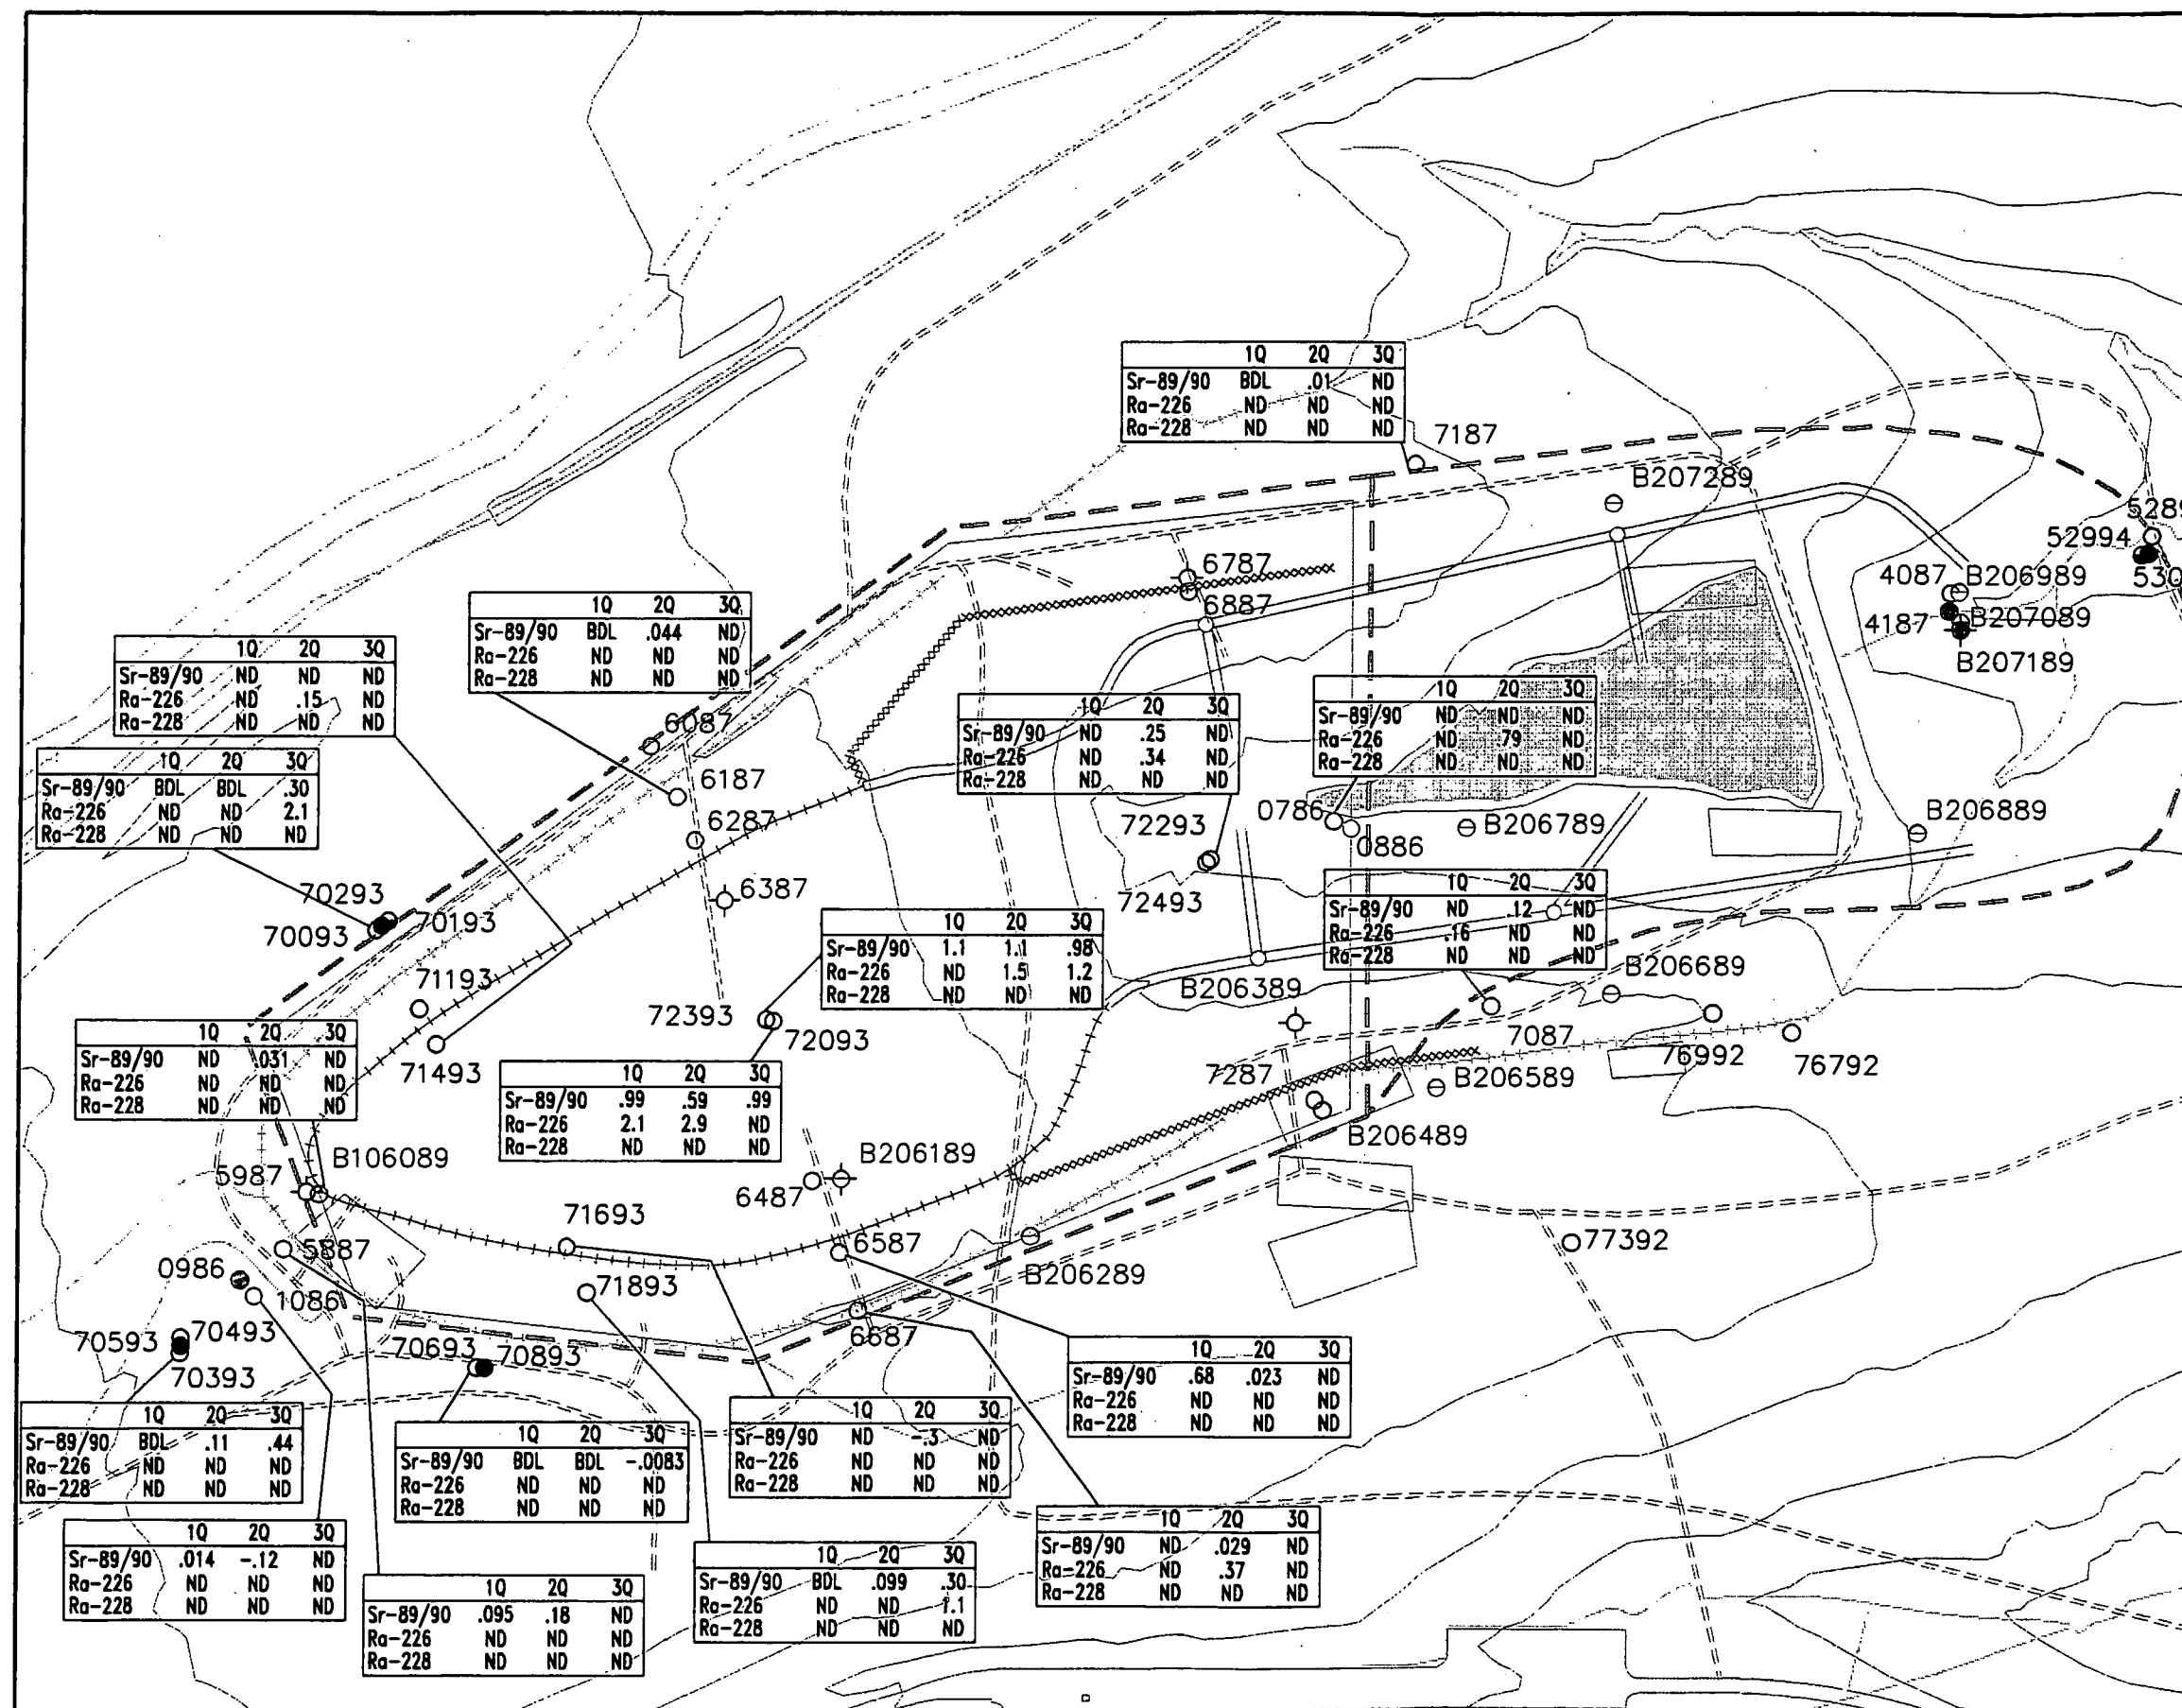 1Q 2Q 3Q
Sr-89/90 BDL .01 ND
Ra-226 ND ND ND
Ra-228 ND ND ND
7187
B207289
52994
4087
B206989
4187
B207089
B207189
6787
6887
1Q 2Q 3Q
Sr-89/90 BDL .044 ND
Ra-226 ND ND ND
Ra-228 ND ND ND
1Q 2Q 3Q
Sr-89/90 ND ND ND
Ra-226 ND .15 ND
Ra-228 ND ND ND
6087
6187
6287
6387
1Q 2Q 3Q
Sr-89/90 BDL BDL .30
Ra-226 ND ND 2.1
Ra-228 ND ND ND
1Q 2Q 3Q
Sr-89/90 ND .25 ND
Ra-226 ND .34 ND
Ra-228 ND ND ND
1Q 2Q 3Q
Sr-89/90 ND ND ND
Ra-226 ND .79 ND
Ra-228 ND ND ND
0786
0886
B206789
B206889
72293
72493
70293
70093
70193
71193
71493
1Q 2Q 3Q
Sr-89/90 1.1 1.1 .98
Ra-226 ND 1.5 1.2
Ra-228 ND ND ND
1Q 2Q 3Q
Sr-89/90 ND .12 ND
Ra-226 .16 ND ND
Ra-228 ND ND ND
B206389
B206689
7087
76992
76792
72393
72093
7287
B206589
B206489
1Q 2Q 3Q
Sr-89/90 ND .031 ND
Ra-226 ND ND ND
Ra-228 ND ND ND
1Q 2Q 3Q
Sr-89/90 .99 .59 .99
Ra-226 2.1 2.9 ND
Ra-228 ND ND ND
B106089
5987
B206189
6487
71693
6587
77392
5887
0986
1086
71893
B206289
6687
70593
70493
70393
70693
70893
1Q 2Q 3Q
Sr-89/90 .68 .023 ND
Ra-226 ND ND ND
Ra-228 ND ND ND
1Q 2Q 3Q
Sr-89/90 BDL .11 .44
Ra-226 ND ND ND
Ra-228 ND ND ND
1Q 2Q 3Q
Sr-89/90 BDL BDL -.0083
Ra-226 ND ND ND
Ra-228 ND ND ND
1Q 2Q 3Q
Sr-89/90 ND -.3 ND
Ra-226 ND ND ND
Ra-228 ND ND ND
1Q 2Q 3Q
Sr-89/90 ND .029 ND
Ra-226 ND .37 ND
Ra-228 ND ND ND
1Q 2Q 3Q
Sr-89/90 .014 -.12 ND
Ra-226 ND ND ND
Ra-228 ND ND ND
1Q 2Q 3Q
Sr-89/90 .095 .18 ND
Ra-226 ND ND ND
Ra-228 ND ND ND
1Q 2Q 3Q
Sr-89/90 BDL .099 .30
Ra-226 ND ND 1.1
Ra-228 ND ND ND